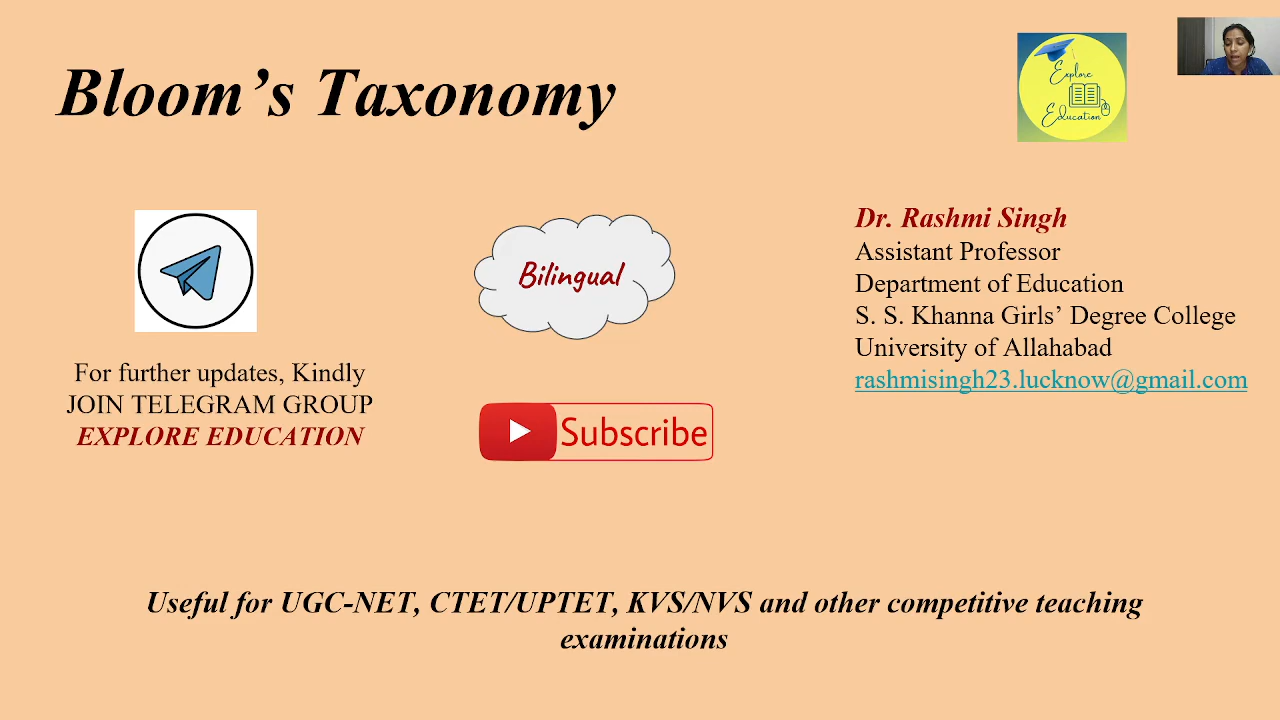 Bloom’s Taxonomy
Explore
Education
Bilingual
Dr. Rashmi Singh
Assistant Professor
Department of Education
S. S. Khanna Girls’ Degree College
University of Allahabad
rashmisingh23.lucknow@gmail.com
For further updates, Kindly
JOIN TELEGRAM GROUP
EXPLORE EDUCATION
Subscribe
Useful for UGC-NET, CTET/UPTET, KVS/NVS and other competitive teaching
examinations